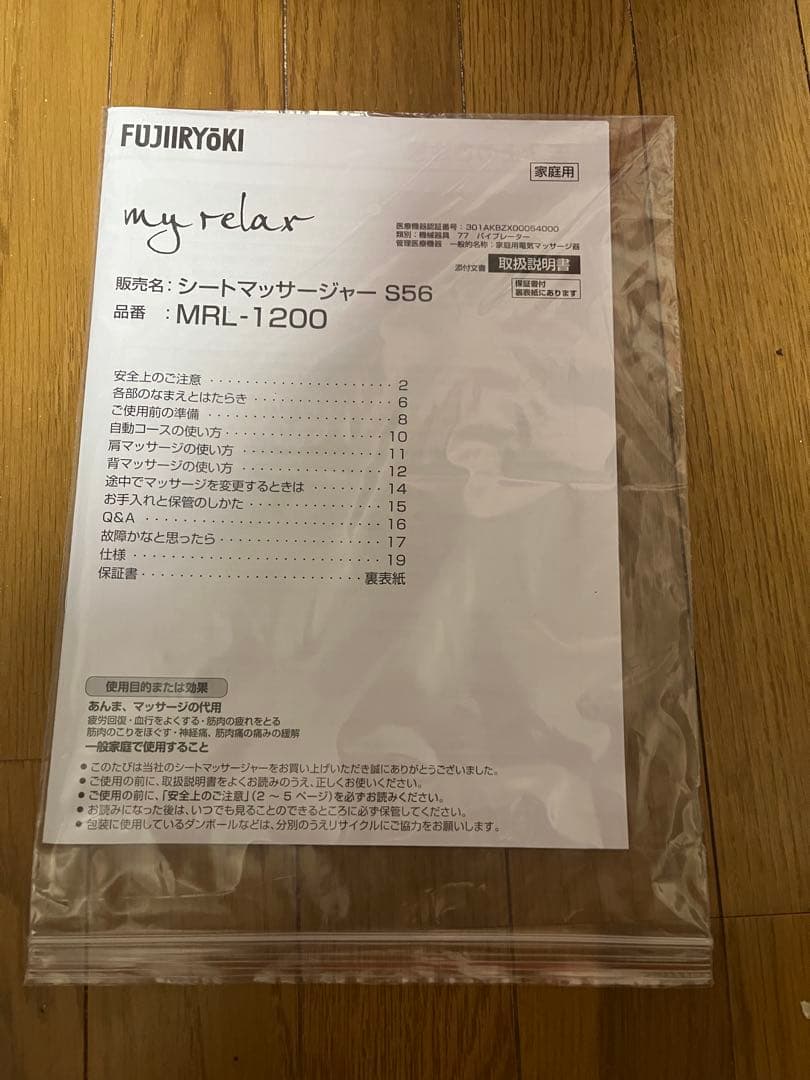 FUJIIRYōKI
家庭用
my relax
医療機器認証番号：301AKBZX00054000
類別：機械器具 77 バイブレーター
管理医療機器 一般的名称：家庭用電気マッサージ器
添付文書 取扱説明書
保証書付
裏表紙にあります
販売名：シートマッサージャー S56
品番 ：MRL-1200
安全上のご注意 ････････････････････ 2
各部のなまえとはたらき ････････････････ 6
ご使用前の準備 ････････････････････ 8
自動コースの使い方 ･･････････････････ 10
肩マッサージの使い方 ････････････････ 11
背マッサージの使い方 ････････････････ 12
途中でマッサージを変更するときは ････････ 14
お手入れと保管のしかた ･･･････････････ 15
Q&A ････････････････････････ 16
故障かなと思ったら ･･････････････････ 17
仕様 ･････････････････････････ 19
保証書 ･･････････････････････ 裏表紙
使用目的または効果
あんま、マッサージの代用
疲労回復・血行をよくする・筋肉の疲れをとる
筋肉のこりをほぐす・神経痛、筋肉痛の痛みの緩解
一般家庭で使用すること
● このたびは当社のシートマッサージャーをお買い上げいただき誠にありがとうございました。
● ご使用の前に、取扱説明書をよくお読みのうえ、正しくお使いください。
● ご使用の前に、「安全上のご注意」（2 ～ 5 ページ）を必ずお読みください。
● お読みになった後は、いつでも見ることのできるところに必ず保管してください。
● 包装に使用しているダンボールなどは、分別のうえリサイクルにご協力をお願いします。